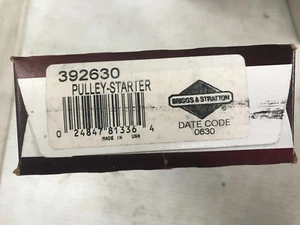 392630
PULLEY-STARTER
BRIGGS & STRATTON
0 24847 81336 4
MADE IN USA
DATE CODE
0630